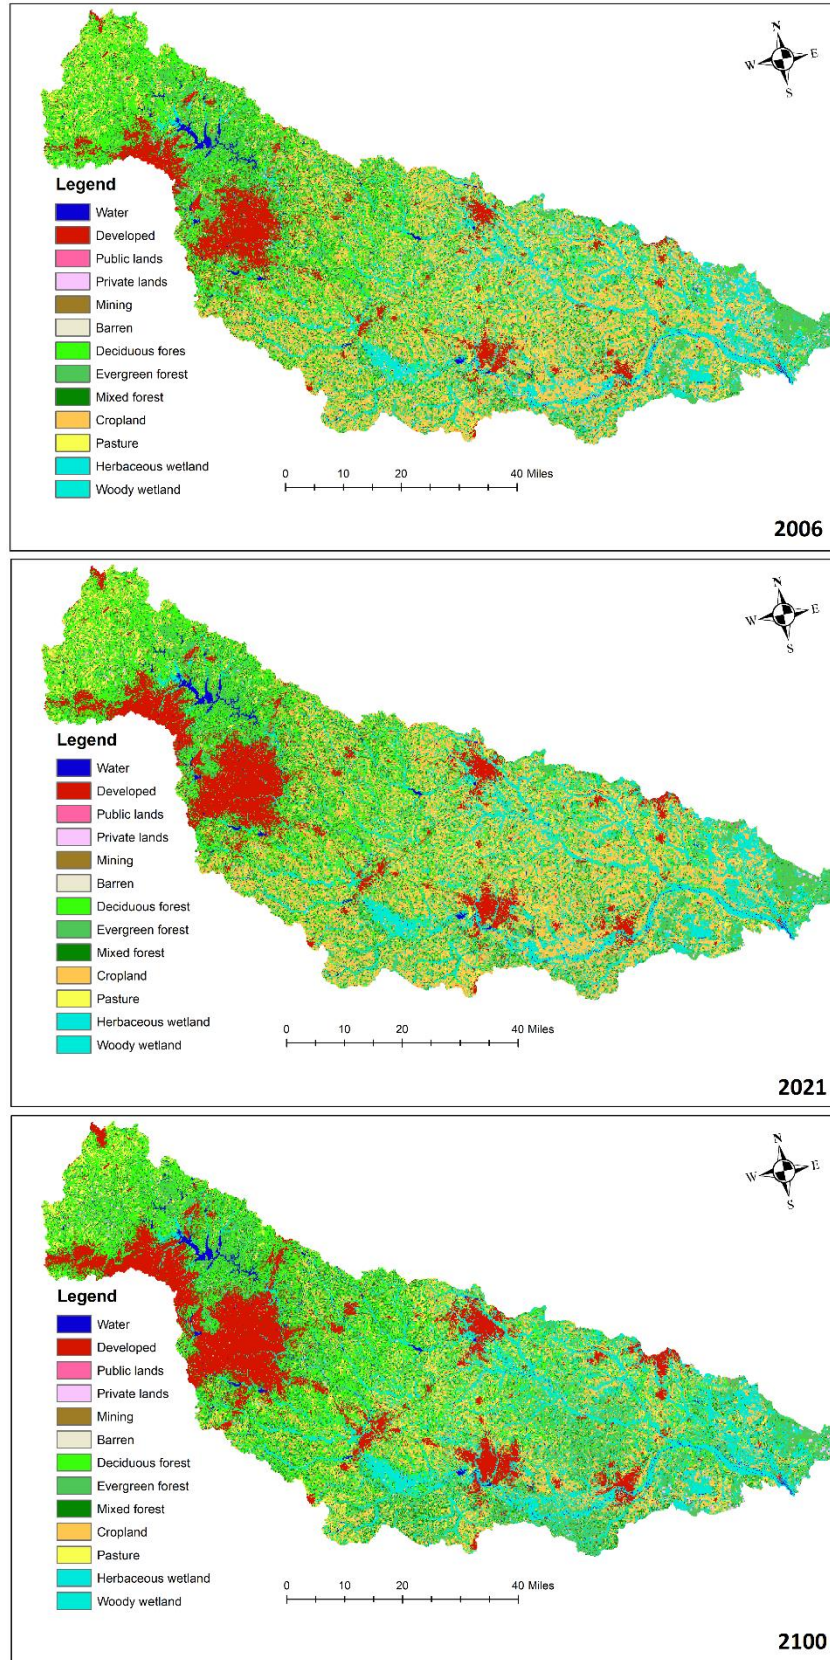 N
W E
S
Legend
Water
Developed
Public lands
Private lands
Mining
Barren
Deciduous fores
Evergreen forest
Mixed forest
Cropland
Pasture
Herbaceous wetland
Woody wetland
0 10 20 40 Miles
2006
N
W E
S
Legend
Water
Developed
Public lands
Private lands
Mining
Barren
Deciduous forest
Evergreen forest
Mixed forest
Cropland
Pasture
Herbaceous wetland
Woody wetland
0 10 20 40 Miles
2021
N
W E
S
Legend
Water
Developed
Public lands
Private lands
Mining
Barren
Deciduous forest
Evergreen forest
Mixed forest
Cropland
Pasture
Herbaceous wetland
Woody wetland
0 10 20 40 Miles
2100